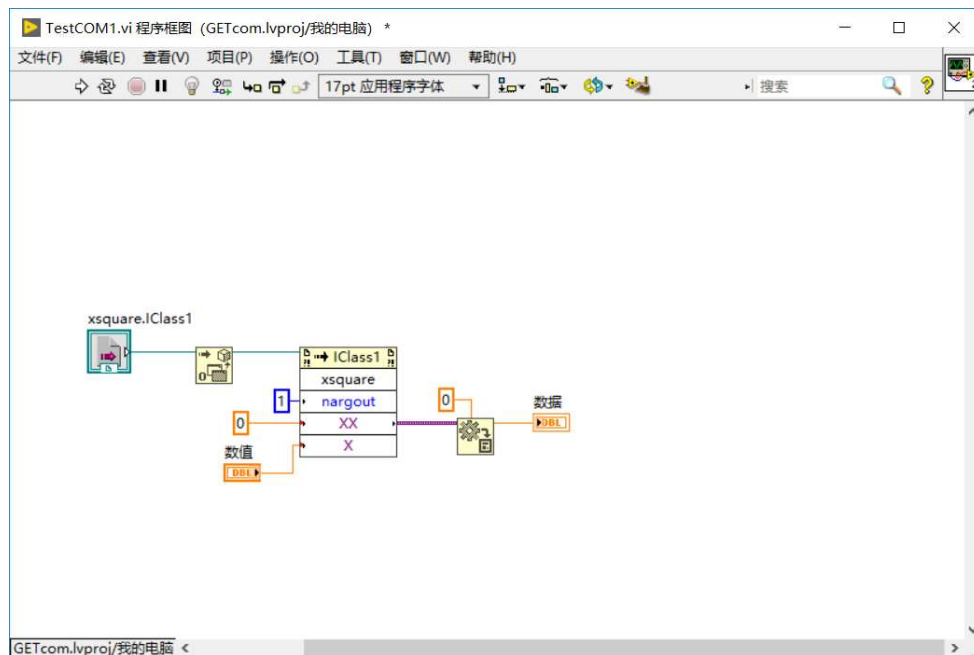 TestCOM1.vi 程序框图 (GETcom.lvproj/我的电脑) *
文件(F) 编辑(E) 查看(V) 项目(P) 操作(O) 工具(T) 窗口(W) 帮助(H)
17pt 应用程序字体 搜索
xsquare.IClass1
IClass1
xsquare
1 nargout 0 数据
0 XX DBL
数值 X
DBL
GETcom.lvproj/我的电脑